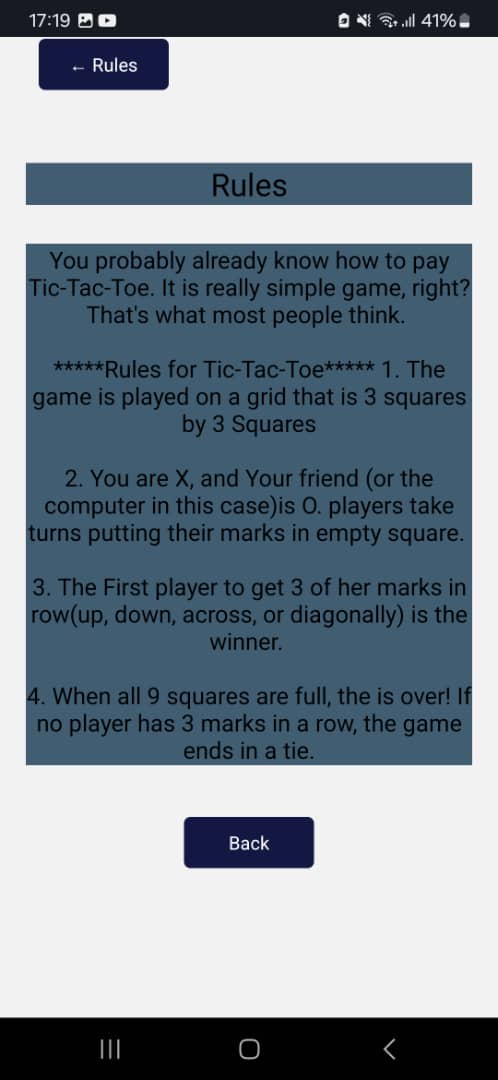 17:19 41%
← Rules
Rules
You probably already know how to pay
Tic-Tac-Toe. It is really simple game, right?
That's what most people think.
*****Rules for Tic-Tac-Toe***** 1. The
game is played on a grid that is 3 squares
by 3 Squares
2. You are X, and Your friend (or the
computer in this case)is O. players take
turns putting their marks in empty square.
3. The First player to get 3 of her marks in
row(up, down, across, or diagonally) is the
winner.
4. When all 9 squares are full, the is over! If
no player has 3 marks in a row, the game
ends in a tie.
Back